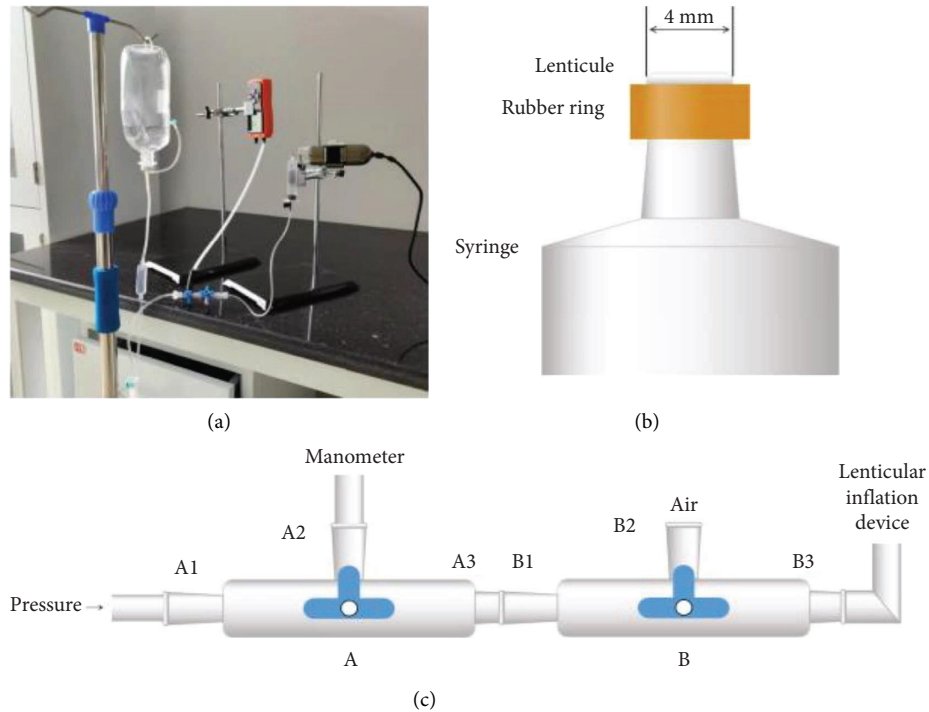 4 mm
Lenticule
Rubber ring
Syringe
(a)
(b)
Manometer
Lenticular
inflation
device
Air
A2
B2
A1
A3
B1
B3
Pressure
A
B
(c)